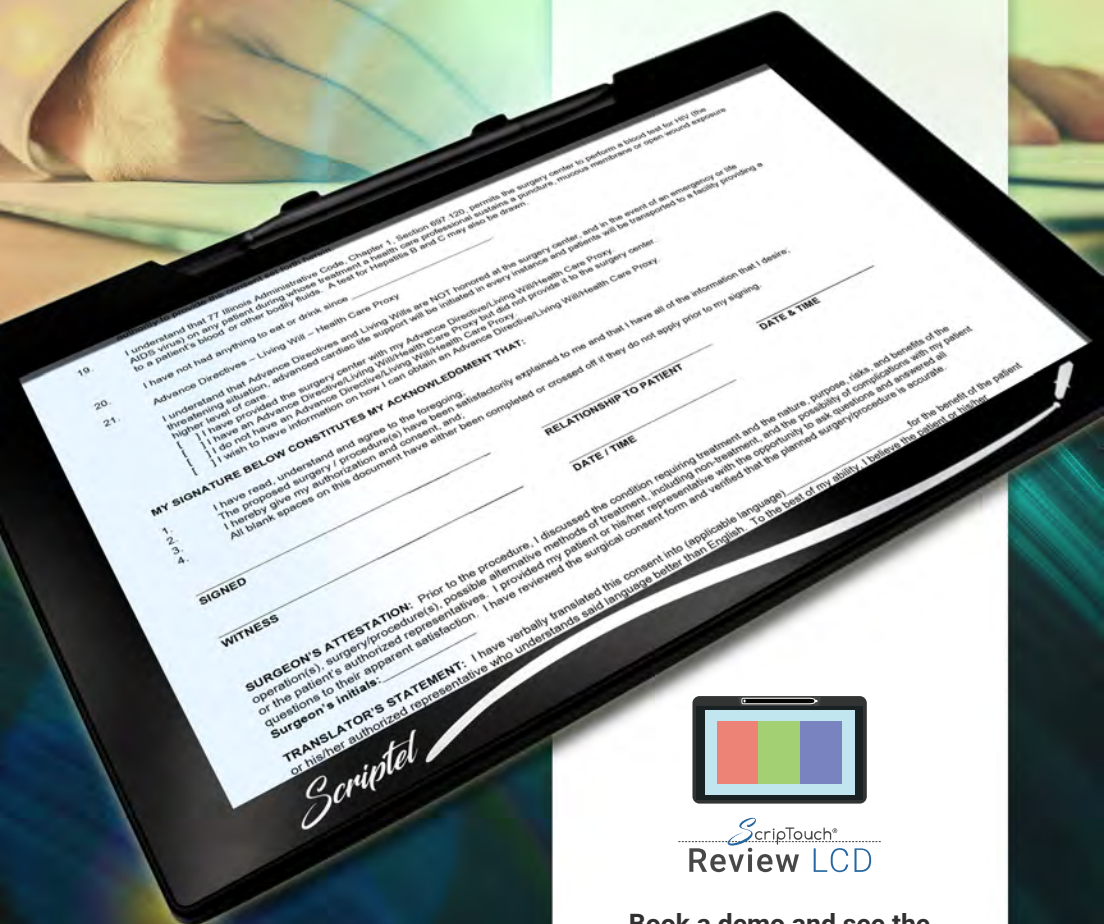 19. I understand that 77 Illinois Administrative Code, Chapter 1, Section 697.120, permits the surgery center to perform a blood test for HIV (the
AIDS virus) on any patient during whose treatment a health care professional sustains a puncture, mucous membrane or open wound exposure
to a patient's blood or other bodily fluids. A test for Hepatitis B and C may also be drawn.
20. I have not had anything to eat or drink since
21. Advance Directives – Living Will – Health Care Proxy
I understand that Advance Directives and Living Wills are NOT honored at the surgery center, and in the event of an emergency or life
threatening situation, advanced cardiac life support will be initiated in every instance and patients will be transported to a facility providing a
higher level of care.
[ ] I have provided the surgery center with my Advance Directive/Living Will/Health Care Proxy.
[ ] I have an Advance Directive/Living Will/Health Care Proxy but did not provide it to the surgery center.
[ ] I do not have an Advance Directive/Living Will/Health Care Proxy.
[ ] I wish to have information on how I can obtain an Advance Directive/Living Will/Health Care Proxy.
MY SIGNATURE BELOW CONSTITUTES MY ACKNOWLEDGMENT THAT:
1. I have read, understand and agree to the foregoing;
2. The proposed surgery / procedure(s) have been satisfactorily explained to me and that I have all of the information that I desire;
3. I hereby give my authorization and consent, and;
4. All blank spaces on this document have either been completed or crossed off if they do not apply prior to my signing.
SIGNED RELATIONSHIP TO PATIENT DATE & TIME
WITNESS DATE / TIME
SURGEON'S ATTESTATION: Prior to the procedure, I discussed the condition requiring treatment and the nature, purpose, risks, and benefits of the
operation(s), surgery/procedure(s), possible alternative methods of treatment, including non-treatment, and the possibility of complications with my patient
or the patient's authorized representatives. I provided my patient or his/her representative with the opportunity to ask questions and answered all
questions to their apparent satisfaction. I have reviewed the surgical consent form and verified that the planned surgery/procedure is accurate.
Surgeon's initials:
TRANSLATOR'S STATEMENT: I have verbally translated this consent into (applicable language) for the benefit of the patient
or his/her authorized representative who understands said language better than English. To the best of my ability, I believe the patient or his/her
Scriptel
ScripTouch®
Review LCD
Book a demo and see the